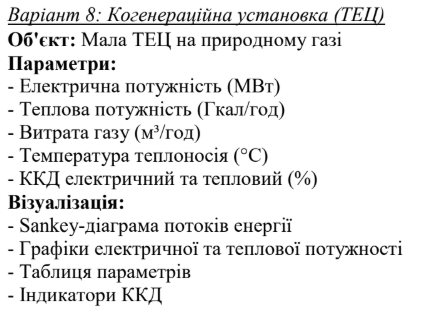 Варіант 8: Когенераційна установка (ТЕЦ)
Об'єкт: Мала ТЕЦ на природному газі
Параметри:
- Електрична потужність (МВт)
- Теплова потужність (Гкал/год)
- Витрата газу (м³/год)
- Температура теплоносія (°C)
- ККД електричний та тепловий (%)
Візуалізація:
- Sankey-діаграма потоків енергії
- Графіки електричної та теплової потужності
- Таблиця параметрів
- Індикатори ККД